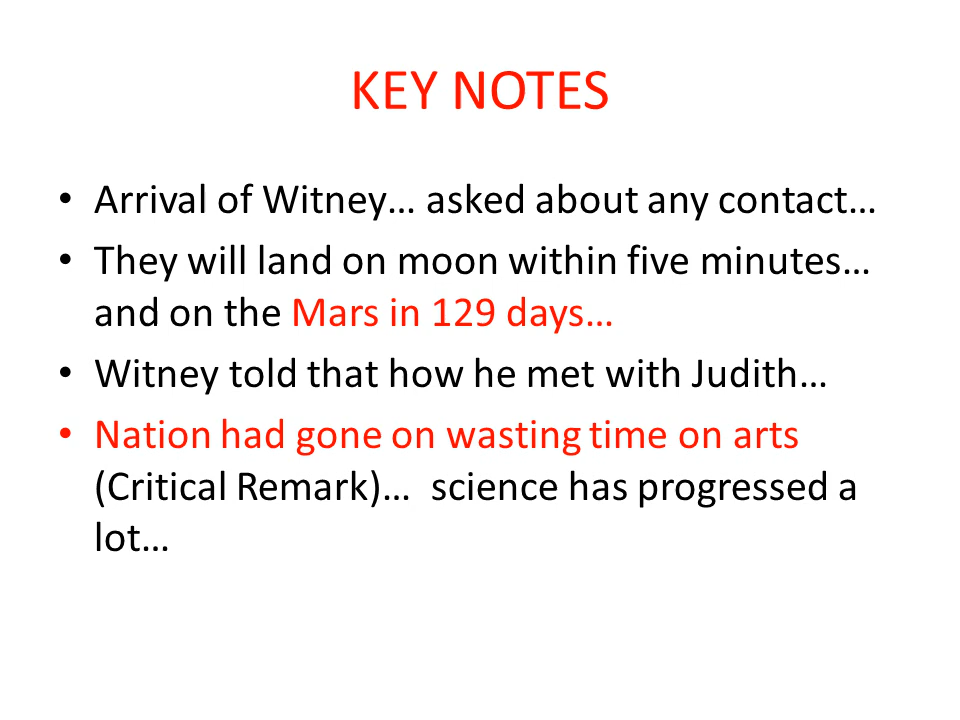 KEY NOTES
• Arrival of Witney… asked about any contact…
• They will land on moon within five minutes…
and on the Mars in 129 days…
• Witney told that how he met with Judith…
• Nation had gone on wasting time on arts
(Critical Remark)…  science has progressed a
lot…